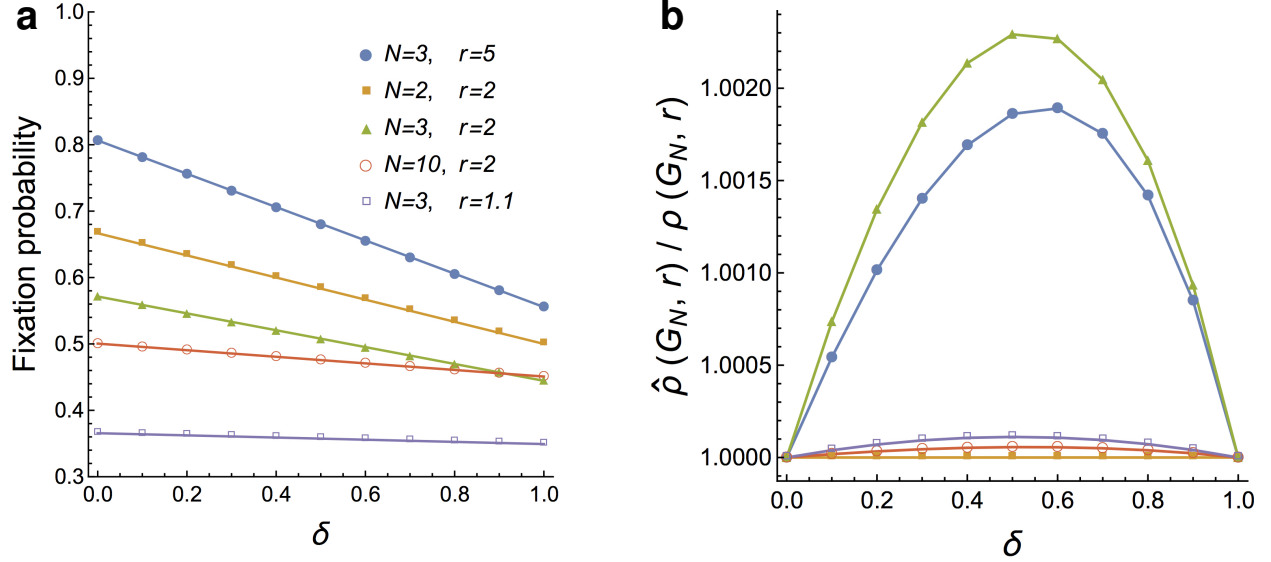 a
1.0
0.9
0.8
0.7
0.6
0.5
0.4
0.3
Fixation probability
N=3, r=5
N=2, r=2
N=3, r=2
N=10, r=2
N=3, r=1.1
0.0 0.2 0.4 0.6 0.8 1.0
δ
b
1.0020
1.0015
1.0010
1.0005
1.0000
ρ̂ (G_N, r) / ρ (G_N, r)
0.0 0.2 0.4 0.6 0.8 1.0
δ